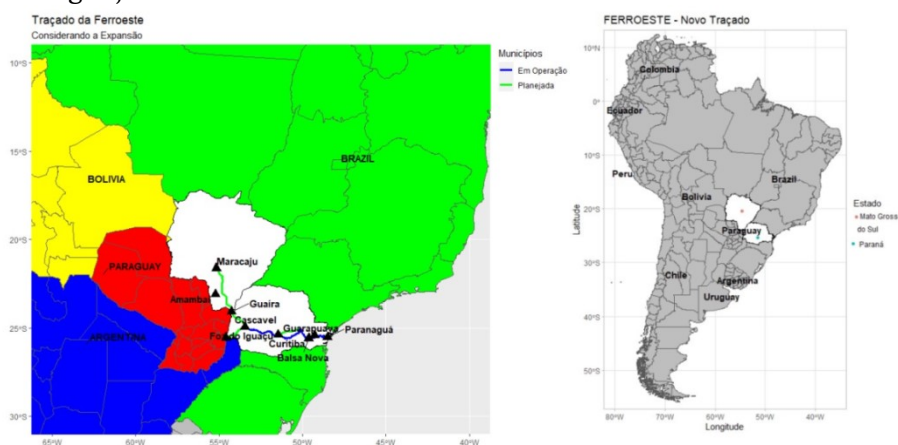 Traçado da Ferroeste
Considerando a Expansão
Municípios
Em Operação
Planejada
10°S
15°S
20°S
25°S
30°S
65°W
60°W
55°W
50°W
45°W
40°W
BOLIVIA
BRAZIL
PARAGUAY
ARGENTINA
Maracaju
Amambai
Guaíra
Cascavel
Foz do Iguaçu
Guarapuava
Paranaguá
Curitiba
Balsa Nova
FERROESTE - Novo Traçado
10°N
0°
10°S
20°S
30°S
40°S
50°S
80°W
70°W
60°W
50°W
40°W
Latitude
Longitude
Colombia
Ecuador
Peru
Brazil
Bolivia
Paraguay
Chile
Argentina
Uruguay
Estado
Mato Gross
do Sul
Paraná